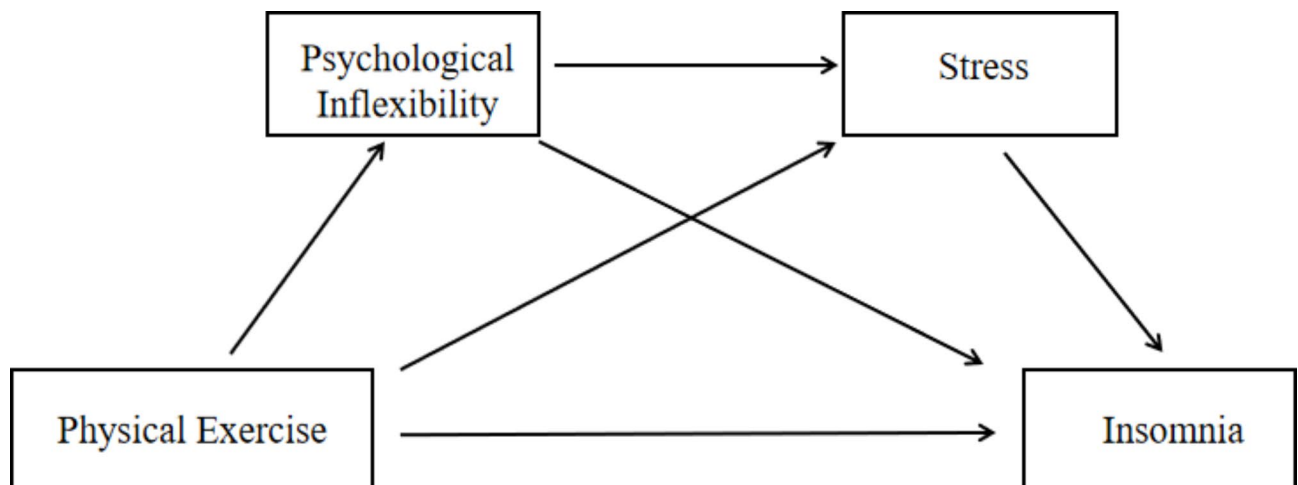 Psychological
Inflexibility
Stress
Physical Exercise
Insomnia